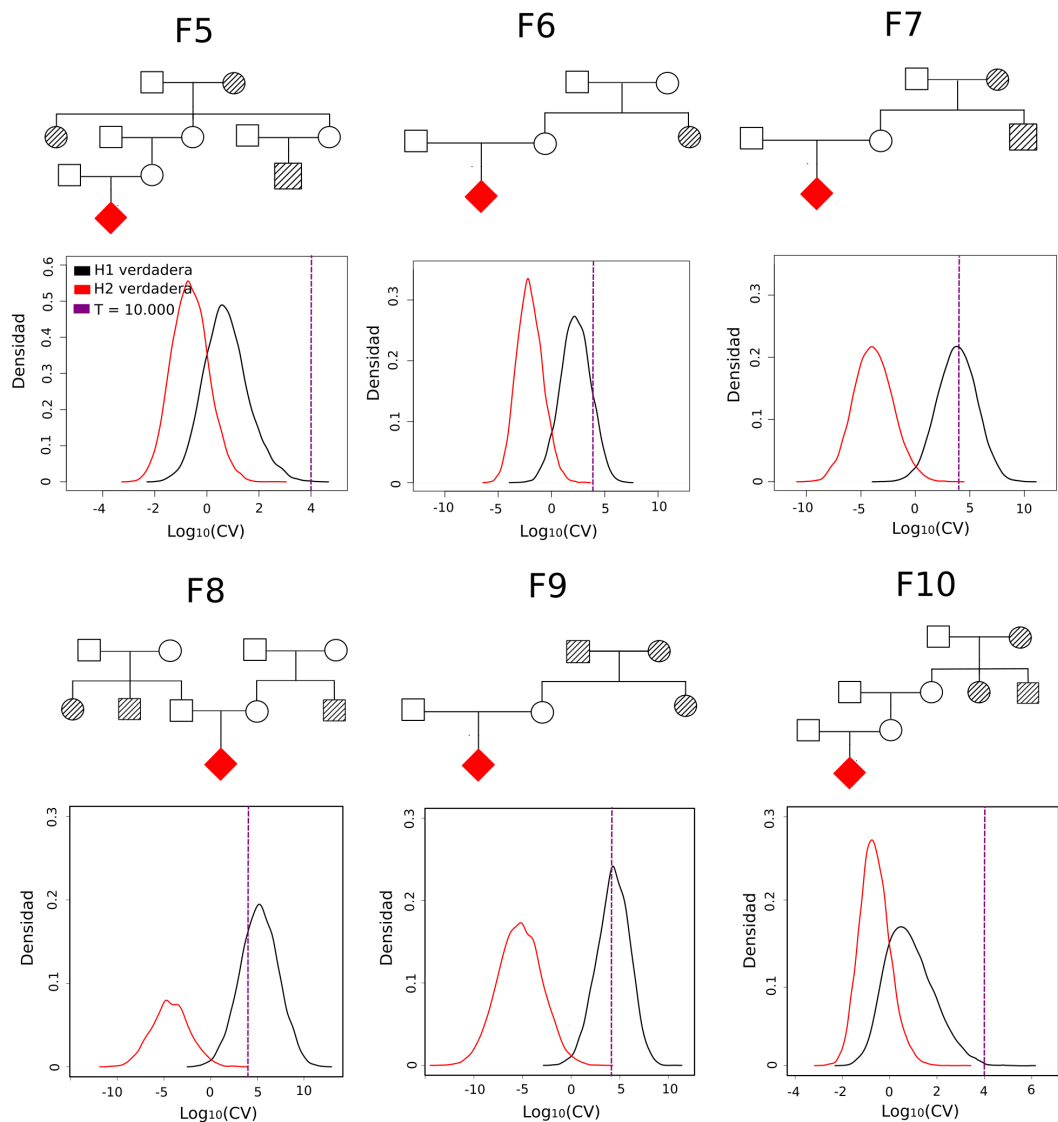 F5
F6
F7
H1 verdadera
H2 verdadera
T = 10.000
Densidad
0.6
0.5
0.4
0.3
0.2
0.1
0
-4
-2
0
2
4
Log10(CV)
Densidad
0.3
0.2
0.1
0
-10
-5
0
5
10
Log10(CV)
Densidad
0.3
0.2
0.1
0
-10
-5
0
5
10
Log10(CV)
F8
F9
F10
Densidad
0.3
0.2
0.1
0
-10
-5
0
5
10
Log10(CV)
Densidad
0.3
0.2
0.1
0
-10
-5
0
5
10
Log10(CV)
Densidad
0.3
0.2
0.1
0
-4
-2
0
2
4
6
Log10(CV)